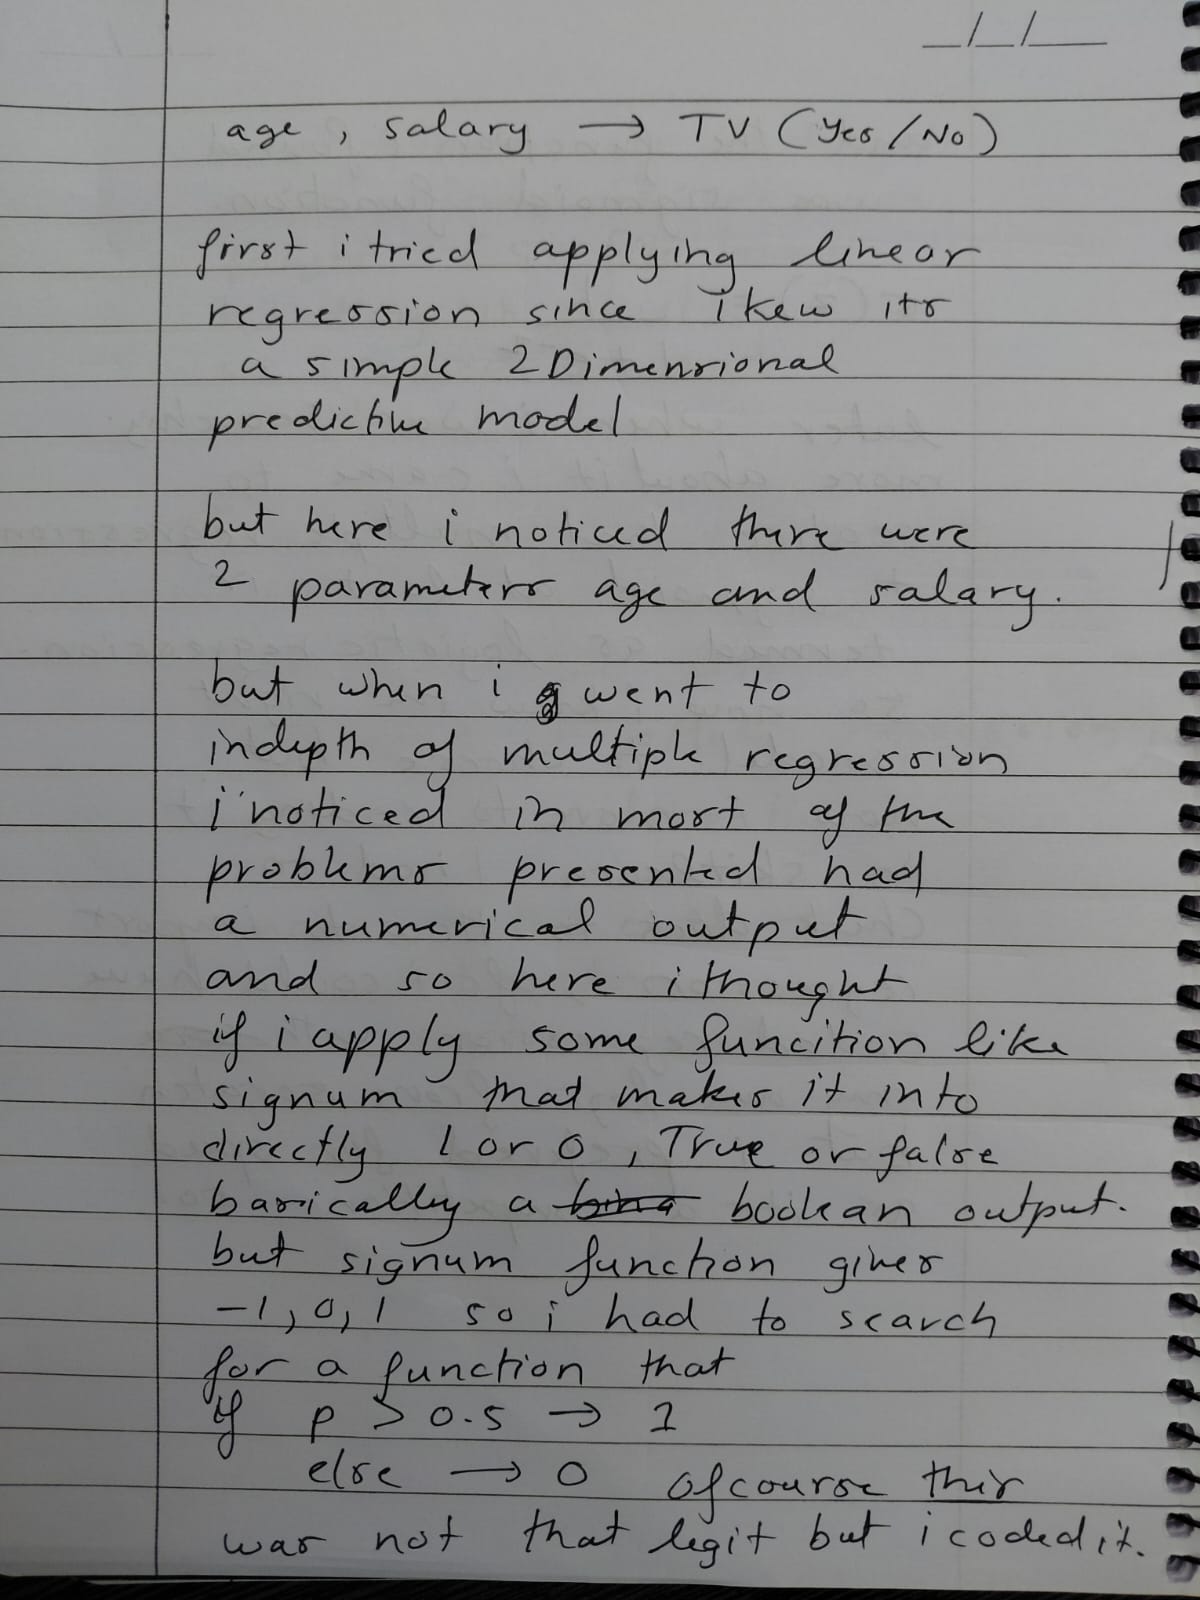 _/_/___
age , salary → TV (Yes/No)
first i tried applying linear
regression since i kew its
a simple 2Dimensional
predictive model
but here i noticed there were
2 parameters age and salary.
but when i went to
indepth of multiple regression
i noticed in most of the
problems presented had
a numerical output
and so here i thought
if i apply some funcition like
signum that makes it into
directly 1 or 0 , True or false
basically a boolean output.
but signum function gives
-1, 0, 1 so i had to search
for a function that
if p > 0.5 → 1
else → 0 ofcourse this
was not that legit but i coded it.